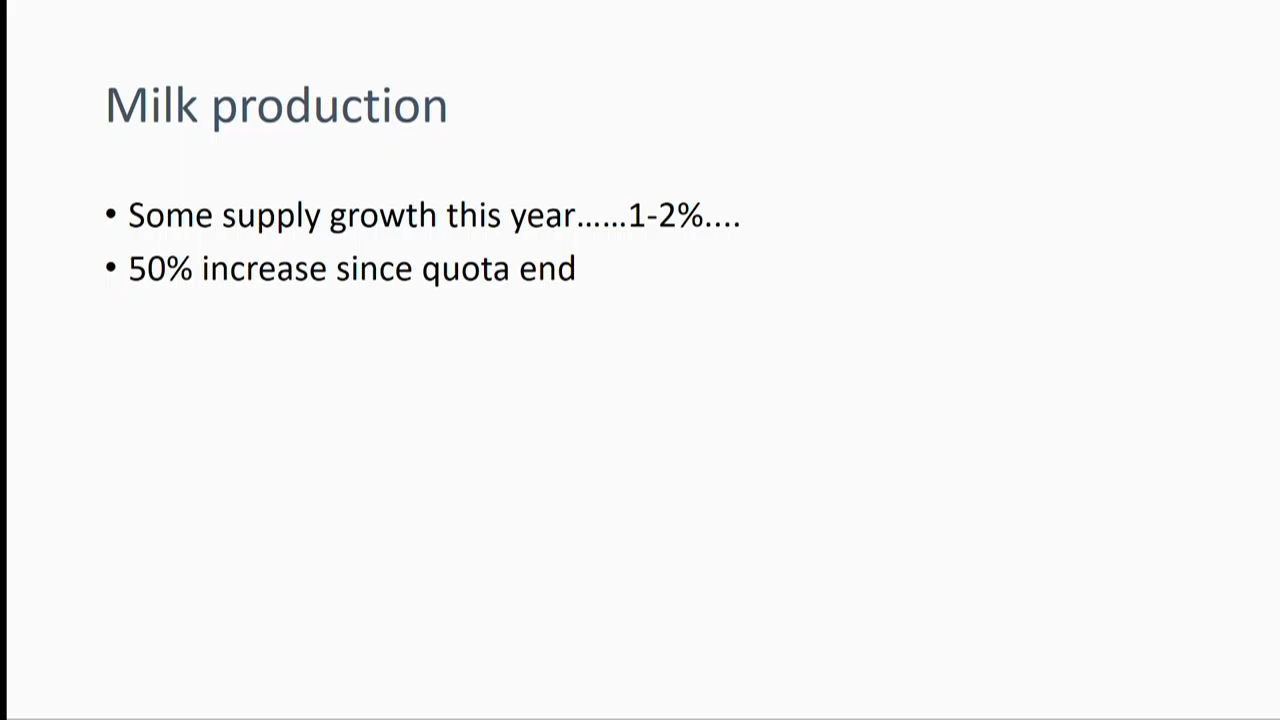 Milk production
• Some supply growth this year……1-2%....
• 50% increase since quota end